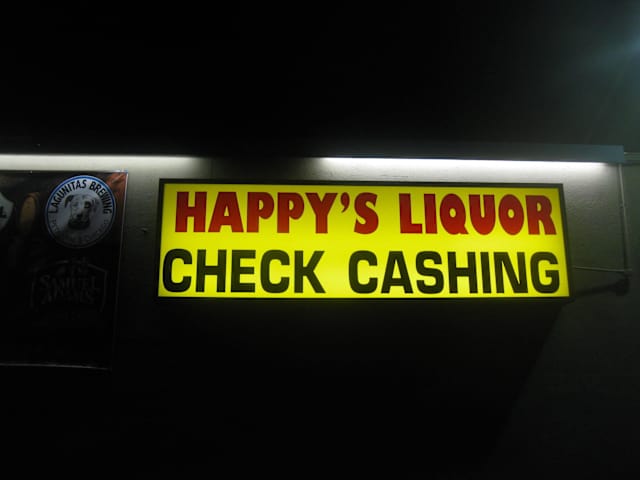 HAPPY'S LIQUOR
CHECK CASHING
LAGUNITAS BREWING
SAMUEL
ADAMS